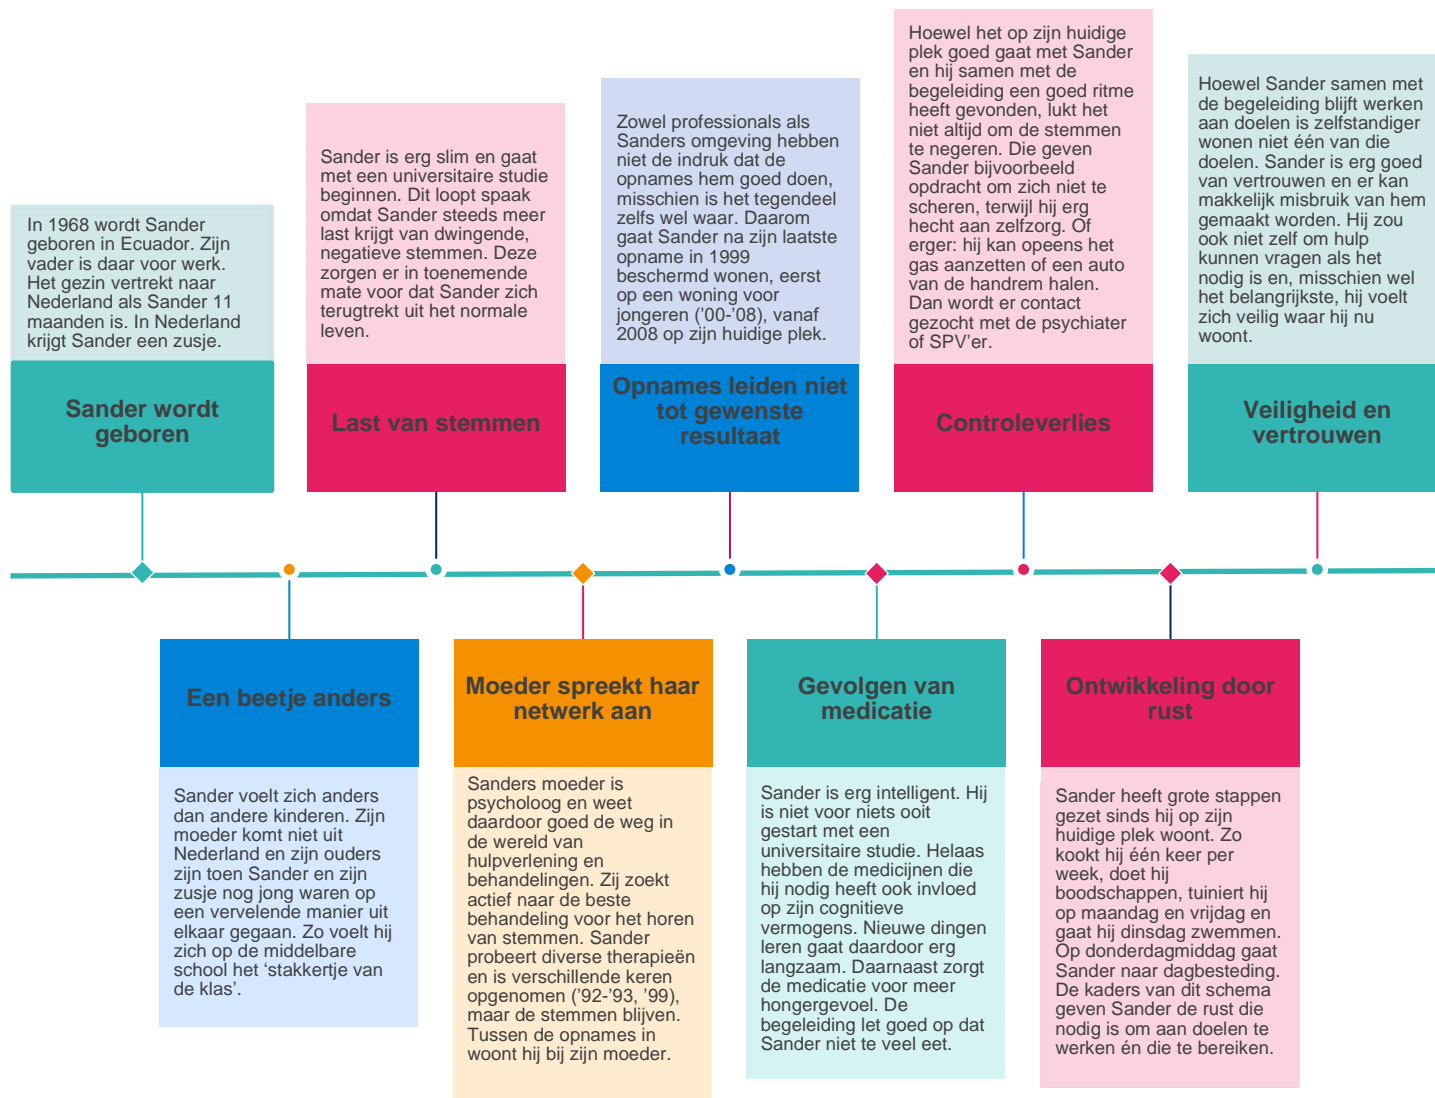 In 1968 wordt Sander
geboren in Ecuador. Zijn
vader is daar voor werk.
Het gezin vertrekt naar
Nederland als Sander 11
maanden is. In Nederland
krijgt Sander een zusje.
Sander wordt
geboren
Een beetje anders
Sander voelt zich anders
dan andere kinderen. Zijn
moeder komt niet uit
Nederland en zijn ouders
zijn toen Sander en zijn
zusje nog jong waren op
een vervelende manier uit
elkaar gegaan. Zo voelt hij
zich op de middelbare
school het ‘stakkertje van
de klas’.
Sander is erg slim en gaat
met een universitaire studie
beginnen. Dit loopt spaak
omdat Sander steeds meer
last krijgt van dwingende,
negatieve stemmen. Deze
zorgen er in toenemende
mate voor dat Sander zich
terugtrekt uit het normale
leven.
Last van stemmen
Moeder spreekt haar
netwerk aan
Sanders moeder is
psycholoog en weet
daardoor goed de weg in
de wereld van
hulpverlening en
behandelingen. Zij zoekt
actief naar de beste
behandeling voor het horen
van stemmen. Sander
probeert diverse therapieën
en is verschillende keren
opgenomen (’92-’93, ’99),
maar de stemmen blijven.
Tussen de opnames in
woont hij bij zijn moeder.
Zowel professionals als
Sanders omgeving hebben
niet de indruk dat de
opnames hem goed doen,
misschien is het tegendeel
zelfs wel waar. Daarom
gaat Sander na zijn laatste
opname in 1999
beschermd wonen, eerst
op een woning voor
jongeren (’00-’08), vanaf
2008 op zijn huidige plek.
Opnames leiden niet
tot gewenste
resultaat
Gevolgen van
medicatie
Sander is erg intelligent. Hij
is niet voor niets ooit
gestart met een
universitaire studie. Helaas
hebben de medicijnen die
hij nodig heeft ook invloed
op zijn cognitieve
vermogens. Nieuwe dingen
leren gaat daardoor erg
langzaam. Daarnaast zorgt
de medicatie voor meer
hongergevoel. De
begeleiding let goed op dat
Sander niet te veel eet.
Hoewel het op zijn huidige
plek goed gaat met Sander
en hij samen met de
begeleiding een goed ritme
heeft gevonden, lukt het
niet altijd om de stemmen
te negeren. Die geven
Sander bijvoorbeeld
opdracht om zich niet te
scheren, terwijl hij erg
hecht aan zelfzorg. Of
erger: hij kan opeens het
gas aanzetten of een auto
van de handrem halen.
Dan wordt er contact
gezocht met de psychiater
of SPV’er.
Controleverlies
Ontwikkeling door
rust
Sander heeft grote stappen
gezet sinds hij op zijn
huidige plek woont. Zo
kookt hij één keer per
week, doet hij
boodschappen, tuiniert hij
op maandag en vrijdag en
gaat hij dinsdag zwemmen.
Op donderdagmiddag gaat
Sander naar dagbesteding.
De kaders van dit schema
geven Sander de rust die
nodig is om aan doelen te
werken én die te bereiken.
Hoewel Sander samen met
de begeleiding blijft werken
aan doelen is zelfstandiger
wonen niet één van die
doelen. Sander is erg goed
van vertrouwen en er kan
makkelijk misbruik van hem
gemaakt worden. Hij zou
ook niet zelf om hulp
kunnen vragen als het
nodig is en, misschien wel
het belangrijkste, hij voelt
zich veilig waar hij nu
woont.
Veiligheid en
vertrouwen